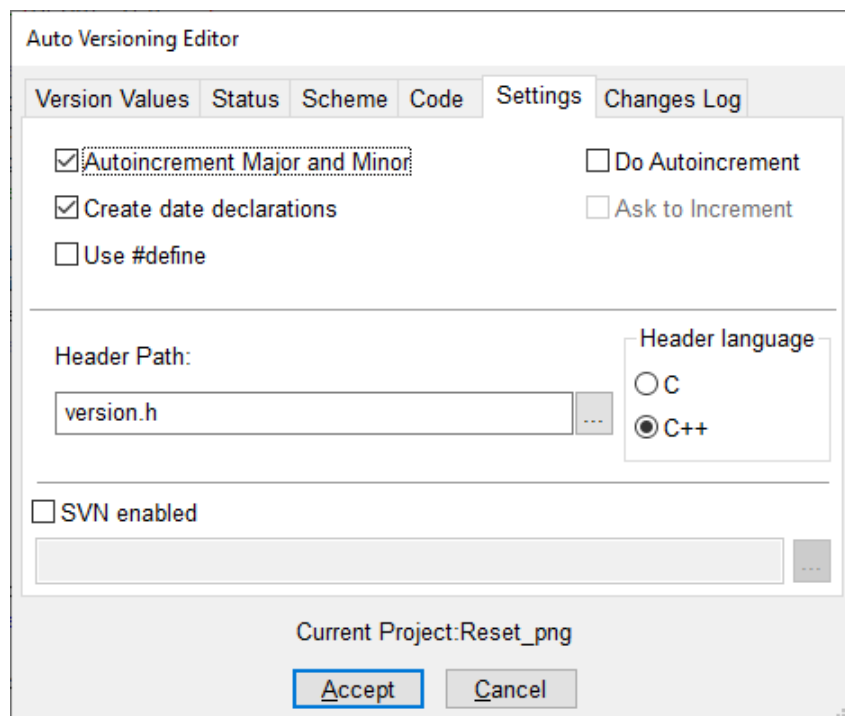 Auto Versioning Editor
Version Values Status Scheme Code Settings Changes Log
Autoincrement Major and Minor Do Autoincrement
Create date declarations Ask to Increment
Use #define
Header Path:
Header language
C
version.h ...
C++
SVN enabled
...
Current Project:Reset_png
Accept Cancel